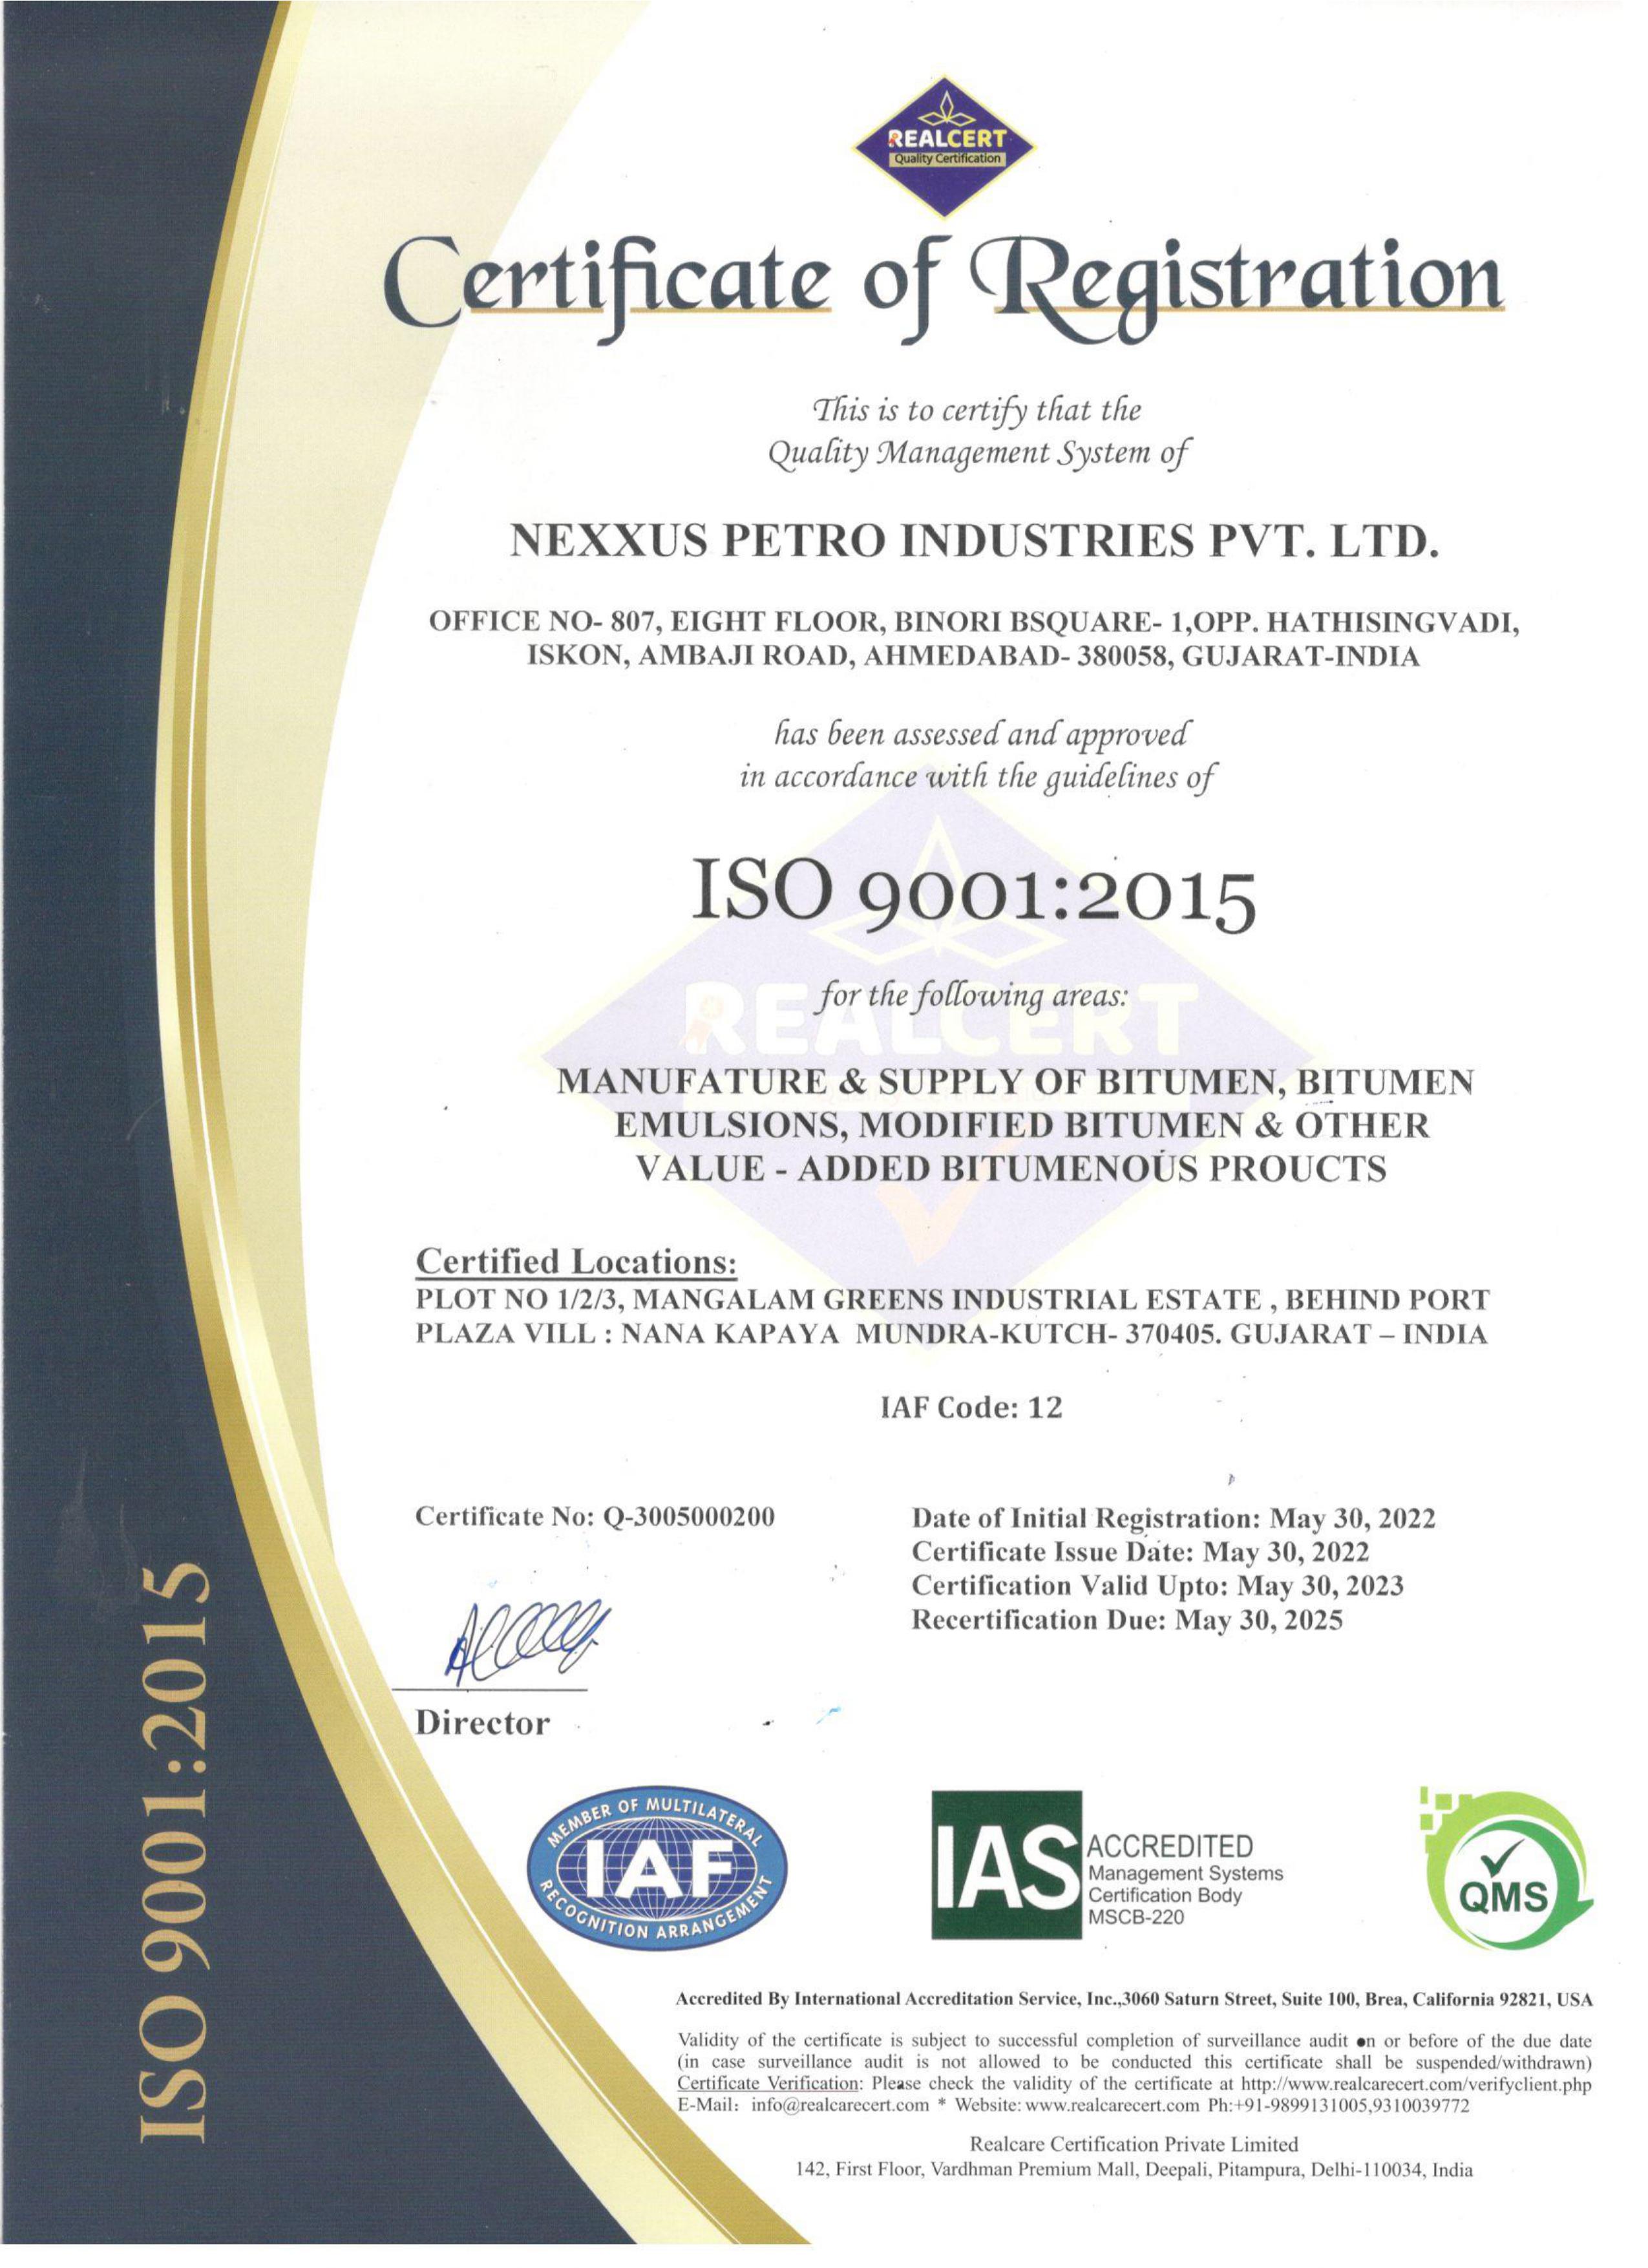 REALCERT
Quality Certification
Certificate of Registration
This is to certify that the
Quality Management System of
NEXXUS PETRO INDUSTRIES PVT. LTD.
OFFICE NO- 807, EIGHT FLOOR, BINORI BSQUARE- 1,OPP. HATHISINGVADI,
ISKON, AMBAJI ROAD, AHMEDABAD- 380058, GUJARAT-INDIA
has been assessed and approved
in accordance with the guidelines of
ISO 9001:2015
for the following areas:
REALCERT
MANUFATURE & SUPPLY OF BITUMEN, BITUMEN
EMULSIONS, MODIFIED BITUMEN & OTHER
VALUE - ADDED BITUMENOUS PROUCTS
Certified Locations:
PLOT NO 1/2/3, MANGALAM GREENS INDUSTRIAL ESTATE , BEHIND PORT
PLAZA VILL : NANA KAPAYA MUNDRA-KUTCH- 370405. GUJARAT – INDIA
IAF Code: 12
Certificate No: Q-3005000200
Date of Initial Registration: May 30, 2022
Certificate Issue Date: May 30, 2022
Certification Valid Upto: May 30, 2023
Recertification Due: May 30, 2025
Director
ISO 9001:2015
MEMBER OF MULTILATERAL
IAF
RECOGNITION ARRANGEMENT
IAS
ACCREDITED
Management Systems
Certification Body
MSCB-220
QMS
Accredited By International Accreditation Service, Inc.,3060 Saturn Street, Suite 100, Brea, California 92821, USA
Validity of the certificate is subject to successful completion of surveillance audit on or before of the due date
(in case surveillance audit is not allowed to be conducted this certificate shall be suspended/withdrawn)
Certificate Verification: Please check the validity of the certificate at http://www.realcarecert.com/verifyclient.php
E-Mail: info@realcarecert.com * Website: www.realcarecert.com Ph:+91-9899131005,9310039772
Realcare Certification Private Limited
142, First Floor, Vardhman Premium Mall, Deepali, Pitampura, Delhi-110034, India